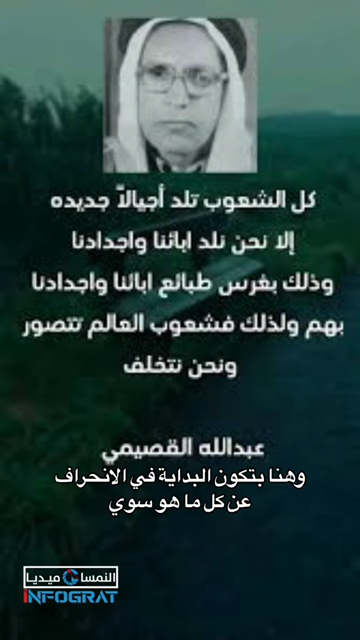 كل الشعوب تلد أجيالاً جديده
إلا نحن نلد ابائنا واجدادنا
وذلك بغرس طبائع ابائنا واجدادنا
بهم ولذلك فشعوب العالم تتصور
ونحن نتخلف
عبدالله القصيمي
وهنا بتكون البداية في الانحراف
عن كل ما هو سوي
النمسا ميديا
INFOGRAT